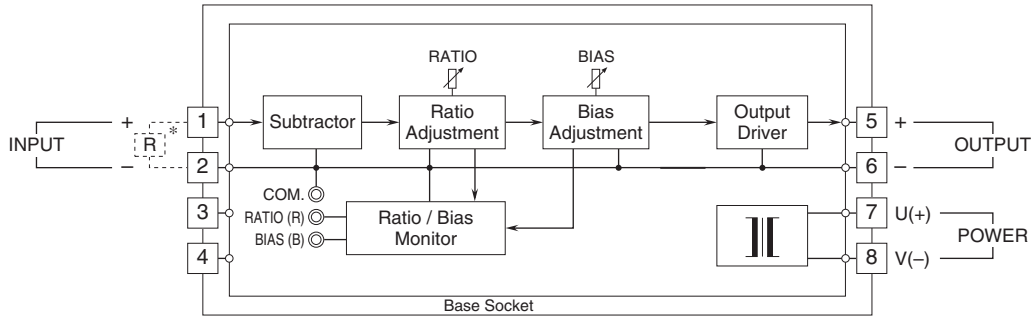 RATIO
BIAS
1
Subtractor
Ratio
Adjustment
Bias
Adjustment
Output
Driver
5
+
+
*
R
INPUT
OUTPUT
–
2
6
–
COM.
3
RATIO (R)
BIAS (B)
Ratio / Bias
Monitor
7
U(+)
POWER
4
8
V(–)
Base Socket